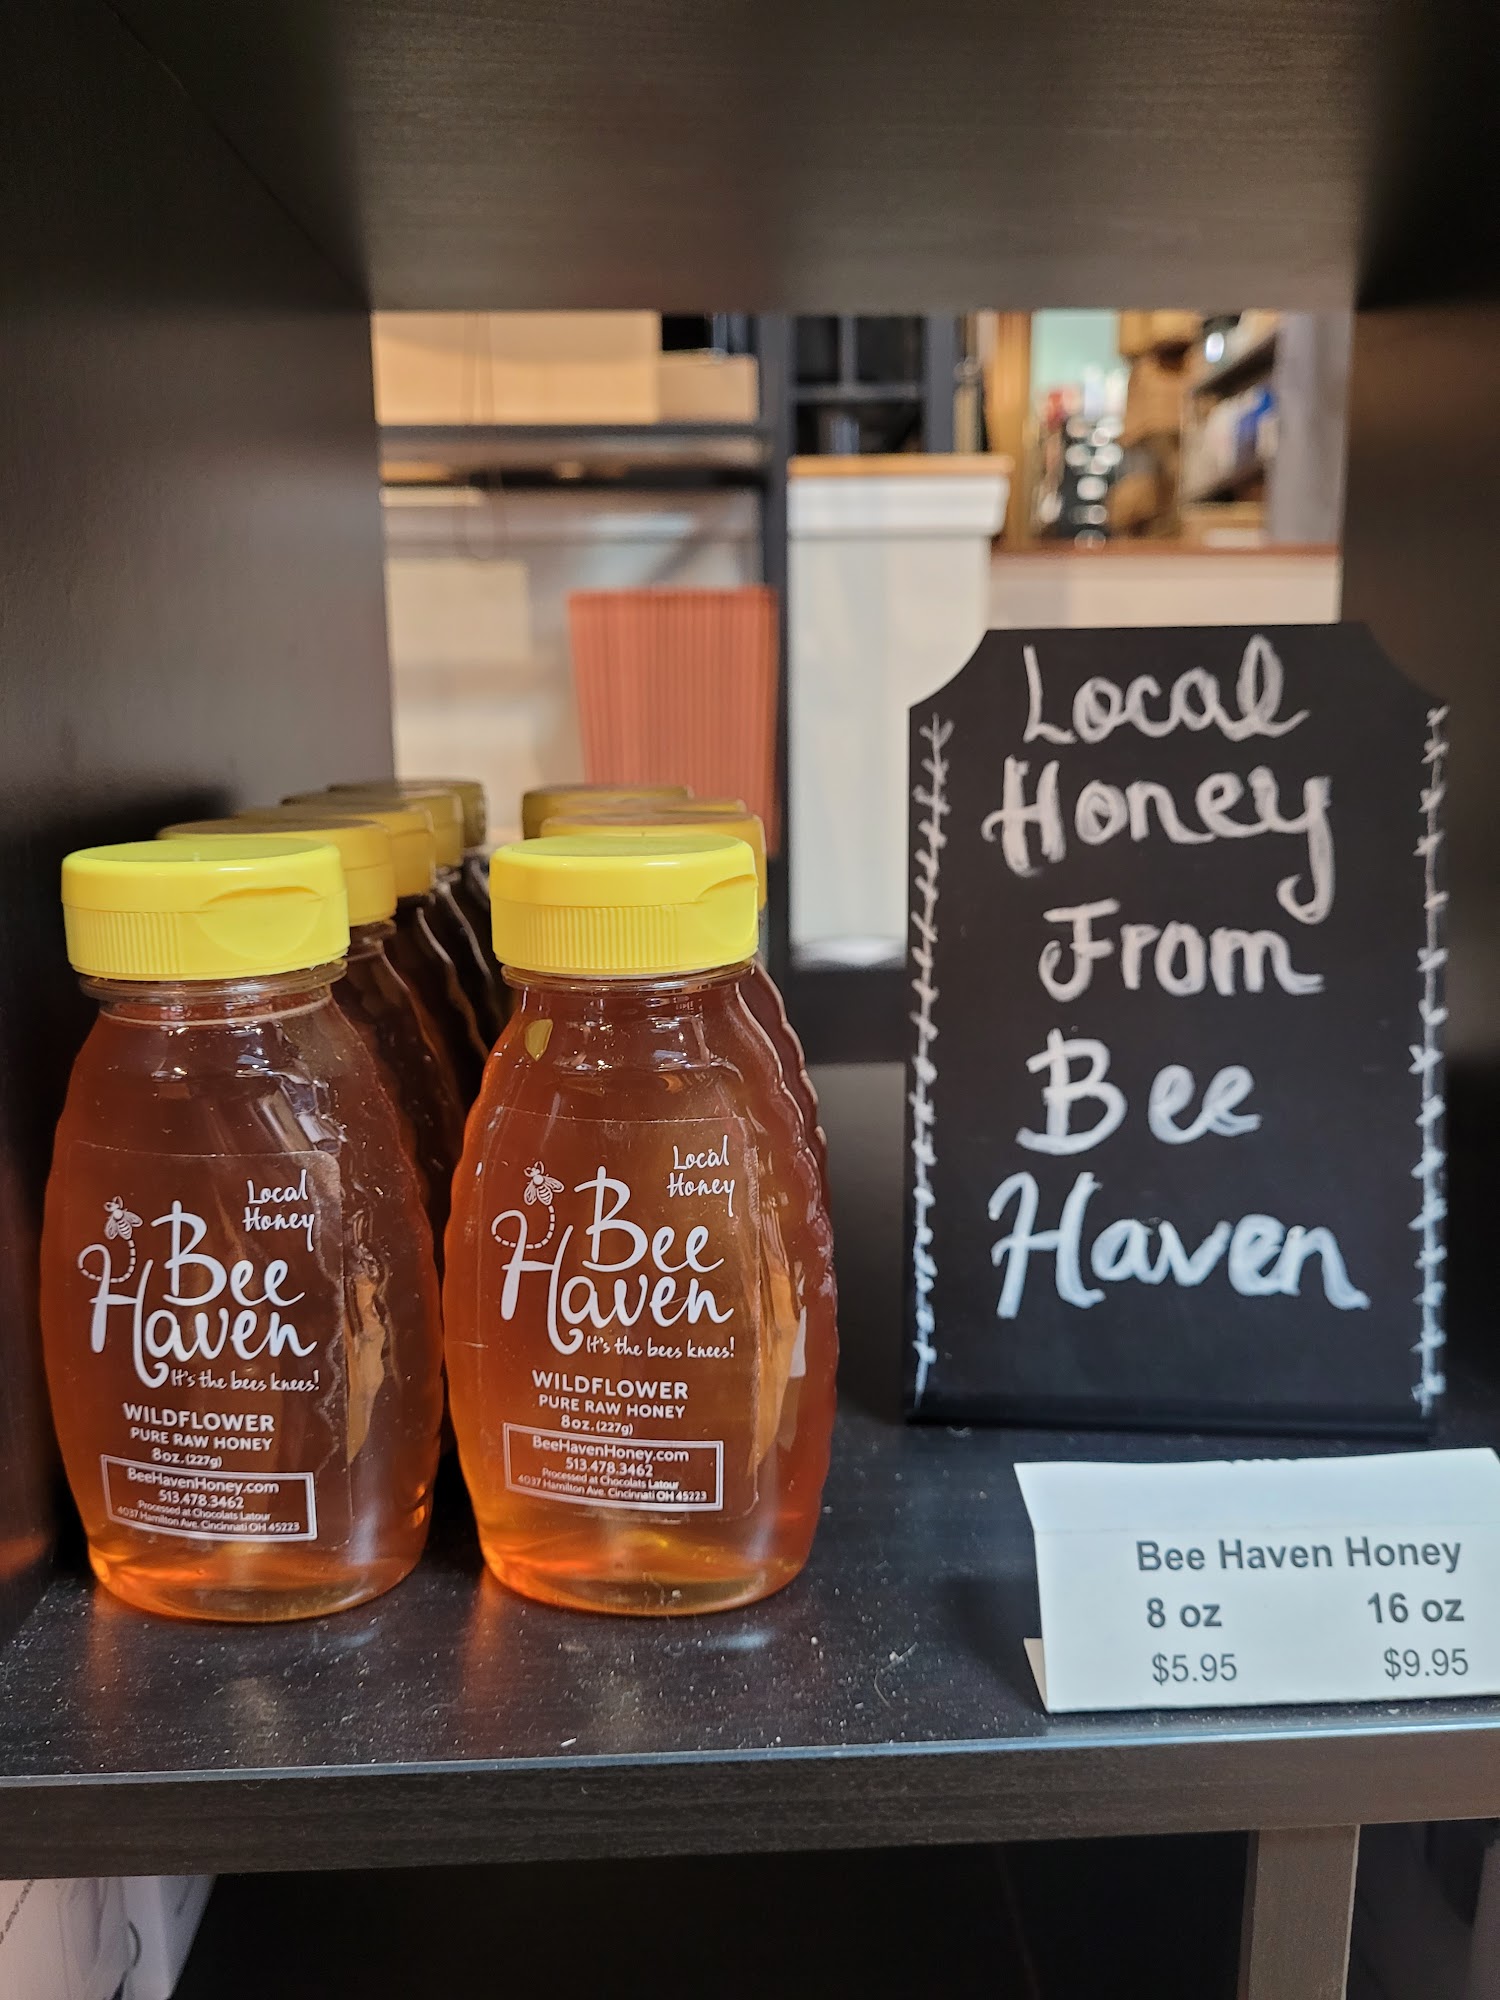 Local
Honey
Bee
Haven
It's the bees knees!
WILDFLOWER
PURE RAW HONEY
8oz. (227g)
BeeHavenHoney.com
513.478.3462
Processed at Chocolats Latour
4037 Hamilton Ave. Cincinnati OH 45223
Local
Honey
Bee
Haven
It's the bees knees!
WILDFLOWER
PURE RAW HONEY
8oz. (227g)
BeeHavenHoney.com
513.478.3462
Processed at Chocolats Latour
4037 Hamilton Ave. Cincinnati OH 45223
Local
Honey
From
Bee
Haven
Bee Haven Honey
8 oz 16 oz
$5.95 $9.95